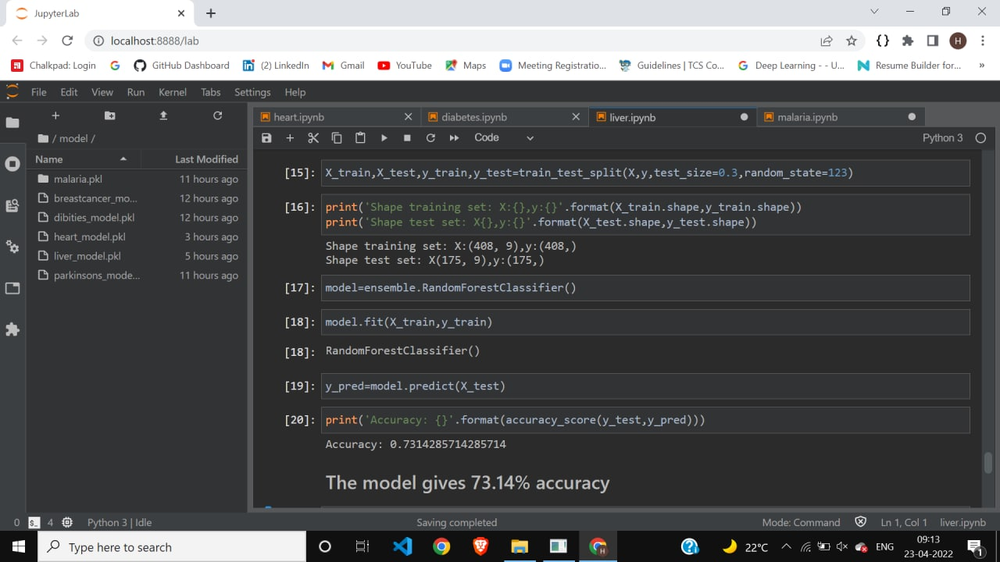 JupyterLab
localhost:8888/lab
H
Chalkpad: Login
GitHub Dashboard
(2) LinkedIn
Gmail
YouTube
Maps
Meeting Registratio...
Guidelines | TCS Co...
Deep Learning - - U...
Resume Builder for...
»
File Edit View Run Kernel Tabs Settings Help
heart.ipynb
diabetes.ipynb
liver.ipynb
malaria.ipynb
/ model /
Code
Python 3
Name Last Modified
malaria.pkl 11 hours ago
breastcancer_mo... 12 hours ago
dibities_model.pkl 12 hours ago
heart_model.pkl 3 hours ago
liver_model.pkl 5 hours ago
parkinsons_mode... 11 hours ago
[15]: X_train,X_test,y_train,y_test=train_test_split(X,y,test_size=0.3,random_state=123)
[16]: print('Shape training set: X:{},y:{}'.format(X_train.shape,y_train.shape))
print('Shape test set: X{},y:{}'.format(X_test.shape,y_test.shape))
Shape training set: X:(408, 9),y:(408,)
Shape test set: X(175, 9),y:(175,)
[17]: model=ensemble.RandomForestClassifier()
[18]: model.fit(X_train,y_train)
[18]: RandomForestClassifier()
[19]: y_pred=model.predict(X_test)
[20]: print('Accuracy: {}'.format(accuracy_score(y_test,y_pred)))
Accuracy: 0.7314285714285714
The model gives 73.14% accuracy
0 $_ 4 Python 3 | Idle
Saving completed
Mode: Command
Ln 1, Col 1
liver.ipynb
Type here to search
22°C
ENG
09:13
23-04-2022
1